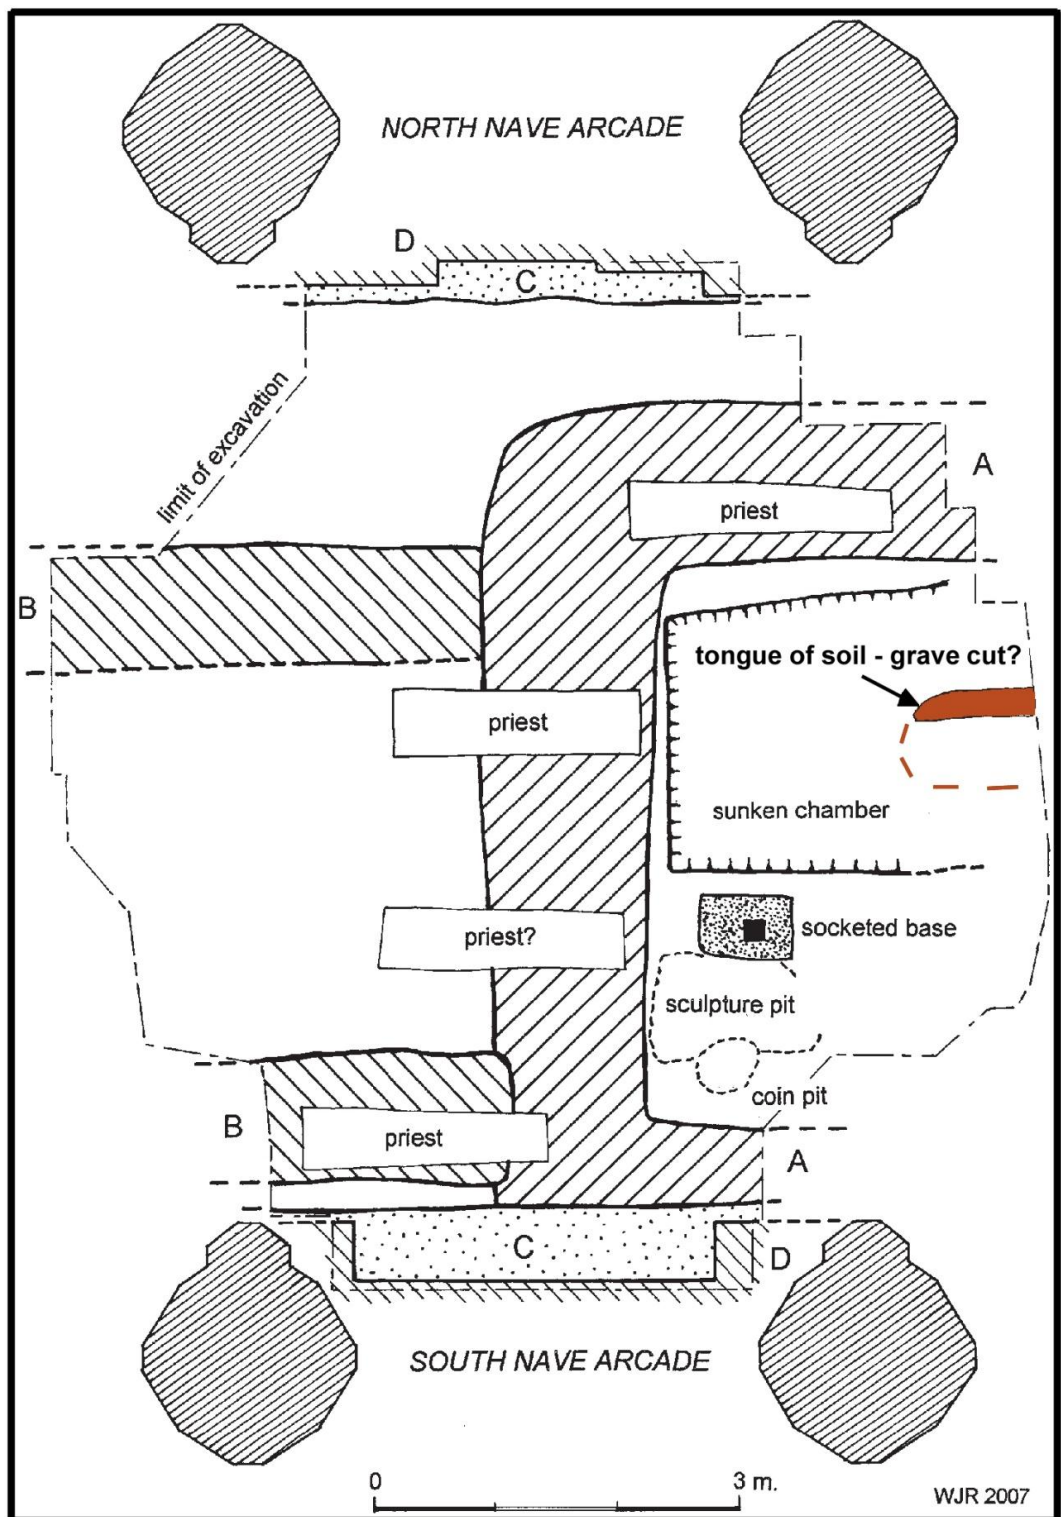 NORTH NAVE ARCADE
D
C
limit of excavation
A
priest
B
tongue of soil - grave cut?
priest
sunken chamber
priest?
socketed base
sculpture pit
coin pit
B
priest
A
C
D
SOUTH NAVE ARCADE
0
3 m.
WJR 2007